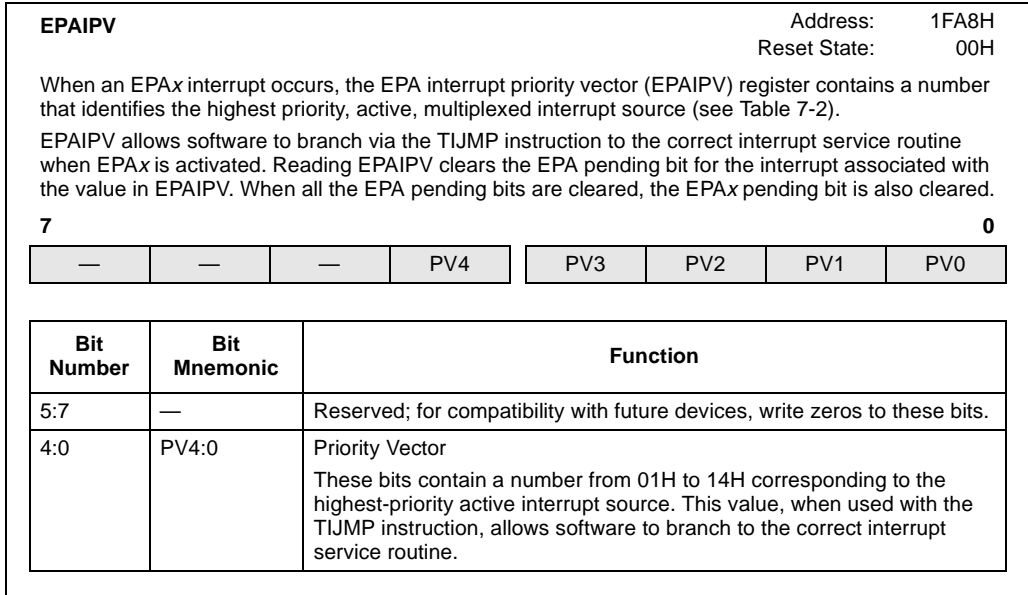 EPAIPV
Address: 1FA8H
Reset State: 00H
When an EPAx interrupt occurs, the EPA interrupt priority vector (EPAIPV) register contains a number
that identifies the highest priority, active, multiplexed interrupt source (see Table 7-2).
EPAIPV allows software to branch via the TIJMP instruction to the correct interrupt service routine
when EPAx is activated. Reading EPAIPV clears the EPA pending bit for the interrupt associated with
the value in EPAIPV. When all the EPA pending bits are cleared, the EPAx pending bit is also cleared.
7 0
— — — PV4 PV3 PV2 PV1 PV0
Bit Number Bit Mnemonic Function
5:7 — Reserved; for compatibility with future devices, write zeros to these bits.
4:0 PV4:0 Priority Vector
These bits contain a number from 01H to 14H corresponding to the
highest-priority active interrupt source. This value, when used with the
TIJMP instruction, allows software to branch to the correct interrupt
service routine.